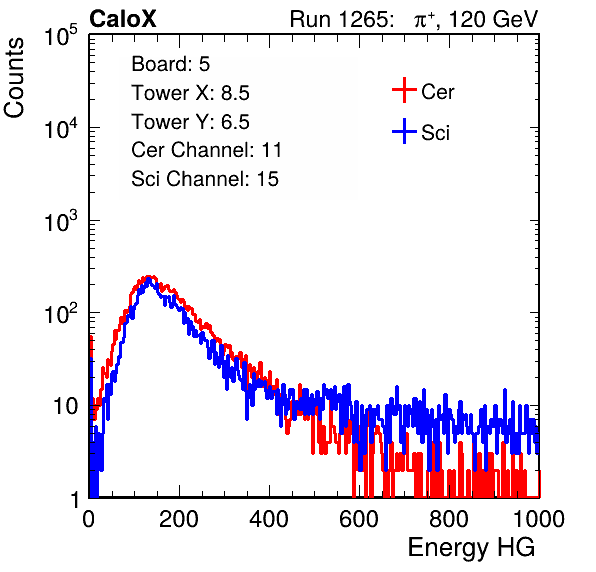 CaloX Run 1265: π⁺, 120 GeV
Counts
10⁵
10⁴
10³
10²
10
1
Board: 5
Tower X: 8.5
Tower Y: 6.5
Cer Channel: 11
Sci Channel: 15
Cer
Sci
0 200 400 600 800 1000
Energy HG